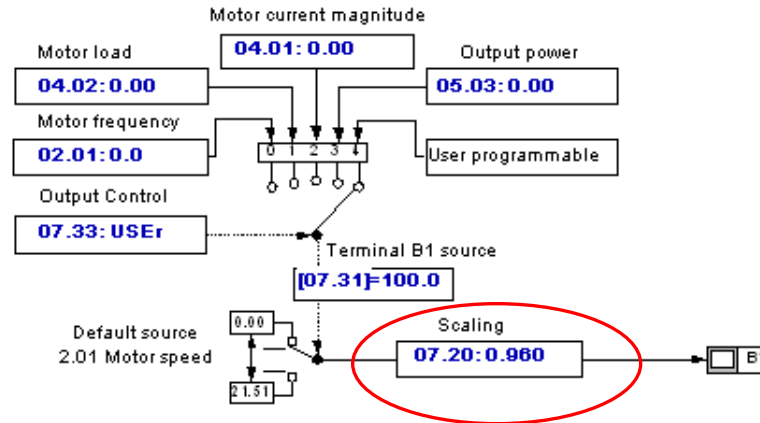 Motor current magnitude
04.01: 0.00
Motor load
04.02: 0.00
Output power
05.03: 0.00
Motor frequency
02.01: 0.0
0 1 2 3 4
User programmable
Output Control
07.33: USEr
Terminal B1 source
[07.31]=100.0
Default source
2.01 Motor speed
0.00
21.51
Scaling
07.20: 0.960
B1